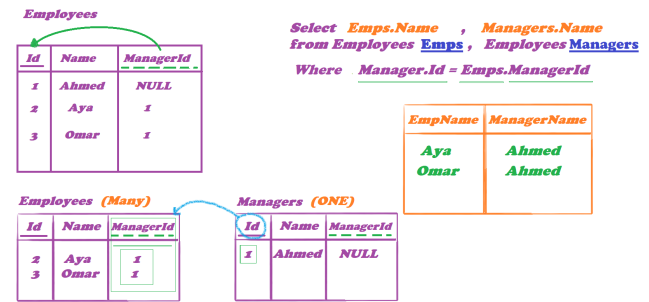 Employees
Id Name ManagerId
1 Ahmed NULL
2 Aya 1
3 Omar 1
Select Emps.Name , Managers.Name
from Employees Emps , Employees Managers
Where Manager.Id = Emps.ManagerId
EmpName ManagerName
Aya Ahmed
Omar Ahmed
Employees (Many)
Id Name ManagerId
2 Aya 1
3 Omar 1
Managers (ONE)
Id Name ManagerId
1 Ahmed NULL